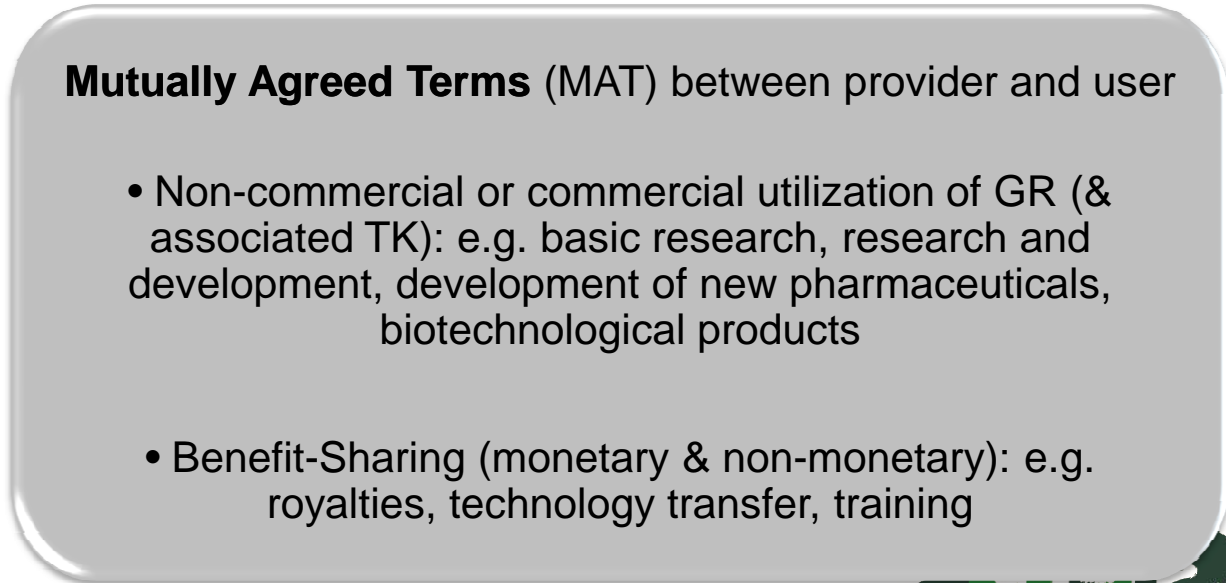 Mutually Agreed Terms (MAT) between provider and user
• Non-commercial or commercial utilization of GR (&
associated TK): e.g. basic research, research and
development, development of new pharmaceuticals,
biotechnological products
• Benefit-Sharing (monetary & non-monetary): e.g.
royalties, technology transfer, training